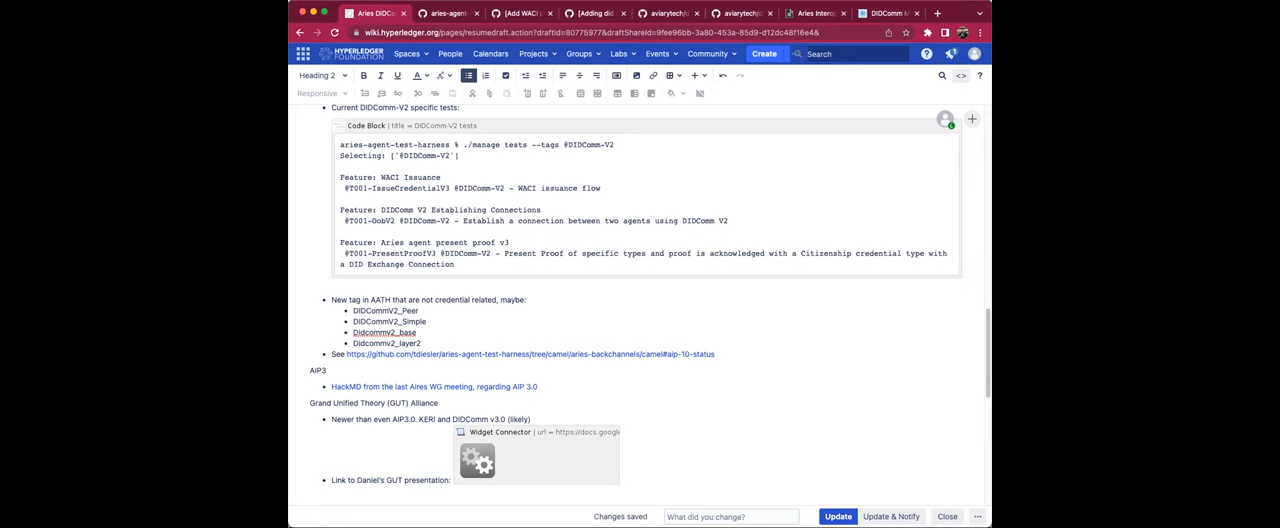 Aries DIDCo
aries-agent
[Add WACI p
[Adding did
aviarytech/d
aviarytech/d
Aries Interop
DIDComm M
wiki.hyperledger.org/pages/resumedraft.action?draftId=80775977&draftShareId=9fee96bb-3a80-453a-85d9-d12dc48f16e4&
HYPERLEDGER FOUNDATION Spaces People Calendars Projects Groups Labs Events Community Create Search
Heading 2 B I U A
Responsive
• Current DIDComm-V2 specific tests:
Code Block | title = DIDComm-V2 tests
aries-agent-test-harness % ./manage tests --tags @DIDComm-V2
Selecting: ['@DIDComm-V2']
Feature: WACI Issuance
@T001-IssueCredentialV3 @DIDComm-V2 - WACI issuance flow
Feature: DIDComm V2 Establishing Connections
@T001-OobV2 @DIDComm-V2 - Establish a connection between two agents using DIDComm V2
Feature: Aries agent present proof v3
@T001-PresentProofV3 @DIDComm-V2 - Present Proof of specific types and proof is acknowledged with a Citizenship credential type with
a DID Exchange Connection
• New tag in AATH that are not credential related, maybe:
• DIDCommV2_Peer
• DIDCommV2_Simple
• Didcommv2_base
• Didcommv2_layer2
• See https://github.com/tdiesler/aries-agent-test-harness/tree/camel/aries-backchannels/camel#aip-10-status
AIP3
• HackMD from the last Aires WG meeting, regarding AIP 3.0
Grand Unified Theory (GUT) Alliance
• Newer than even AIP3.0. KERI and DIDComm v3.0 (likely)
Widget Connector | url = https://docs.google
• Link to Daniel's GUT presentation:
Changes saved What did you change? Update Update & Notify Close